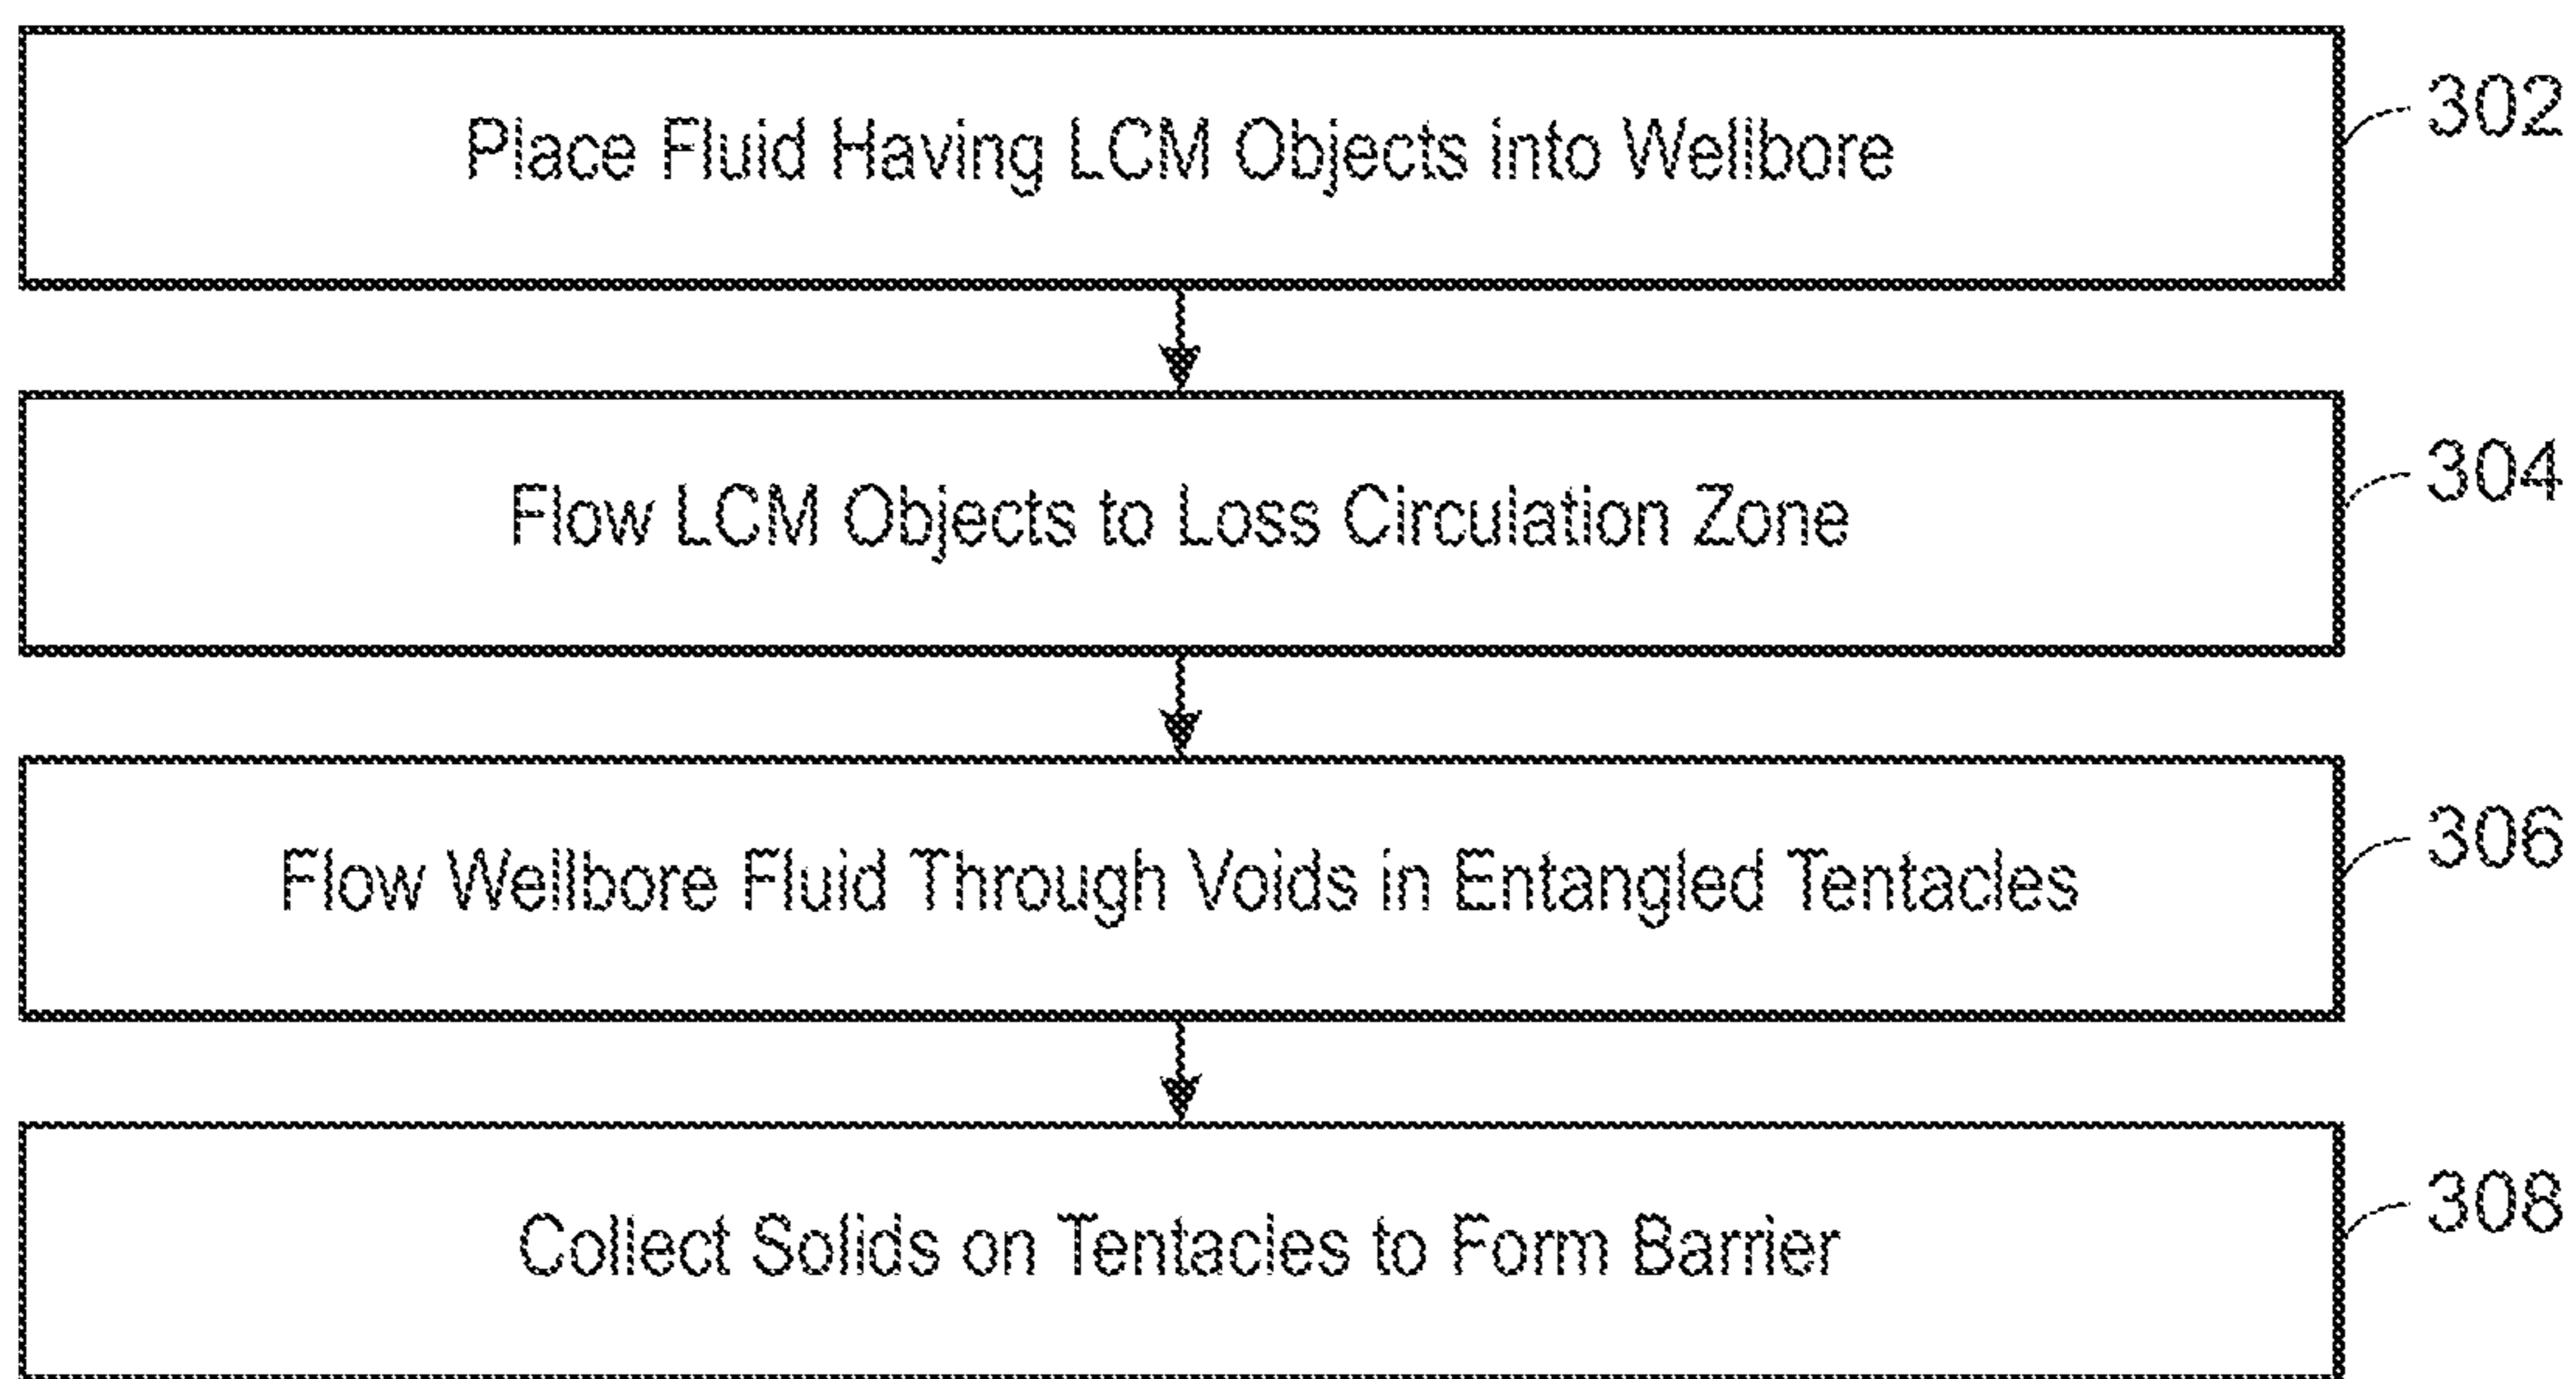 Place Fluid Having LCM Objects into Wellbore
302
Flow LCM Objects to Loss Circulation Zone
304
Flow Wellbore Fluid Through Voids in Entangled Tentacles
306
Collect Solids on Tentacles to Form Barrier
308